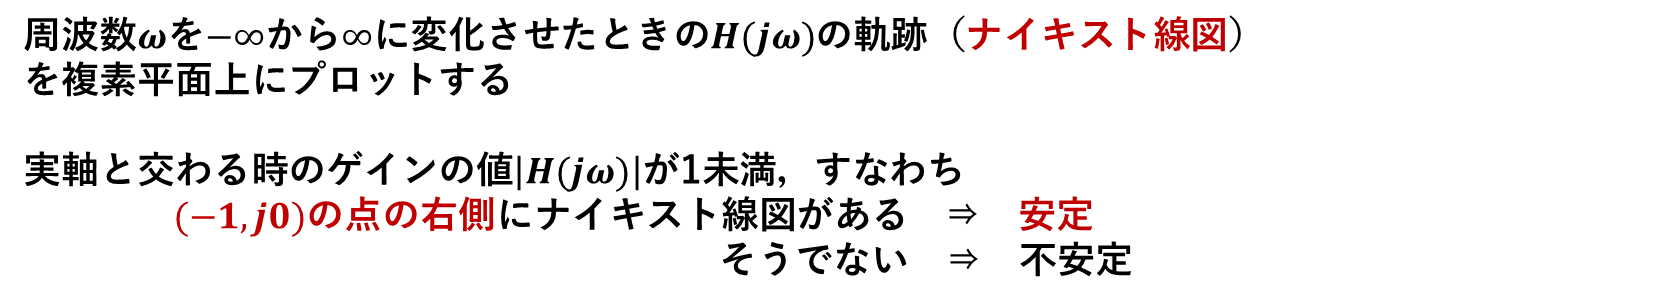 周波数ωを−∞から∞に変化させたときのH(jω)の軌跡（ナイキスト線図）
を複素平面上にプロットする
実軸と交わる時のゲインの値|H(jω)|が1未満，すなわち
(−1, j0)の点の右側にナイキスト線図がある ⇒ 安定
そうでない ⇒ 不安定